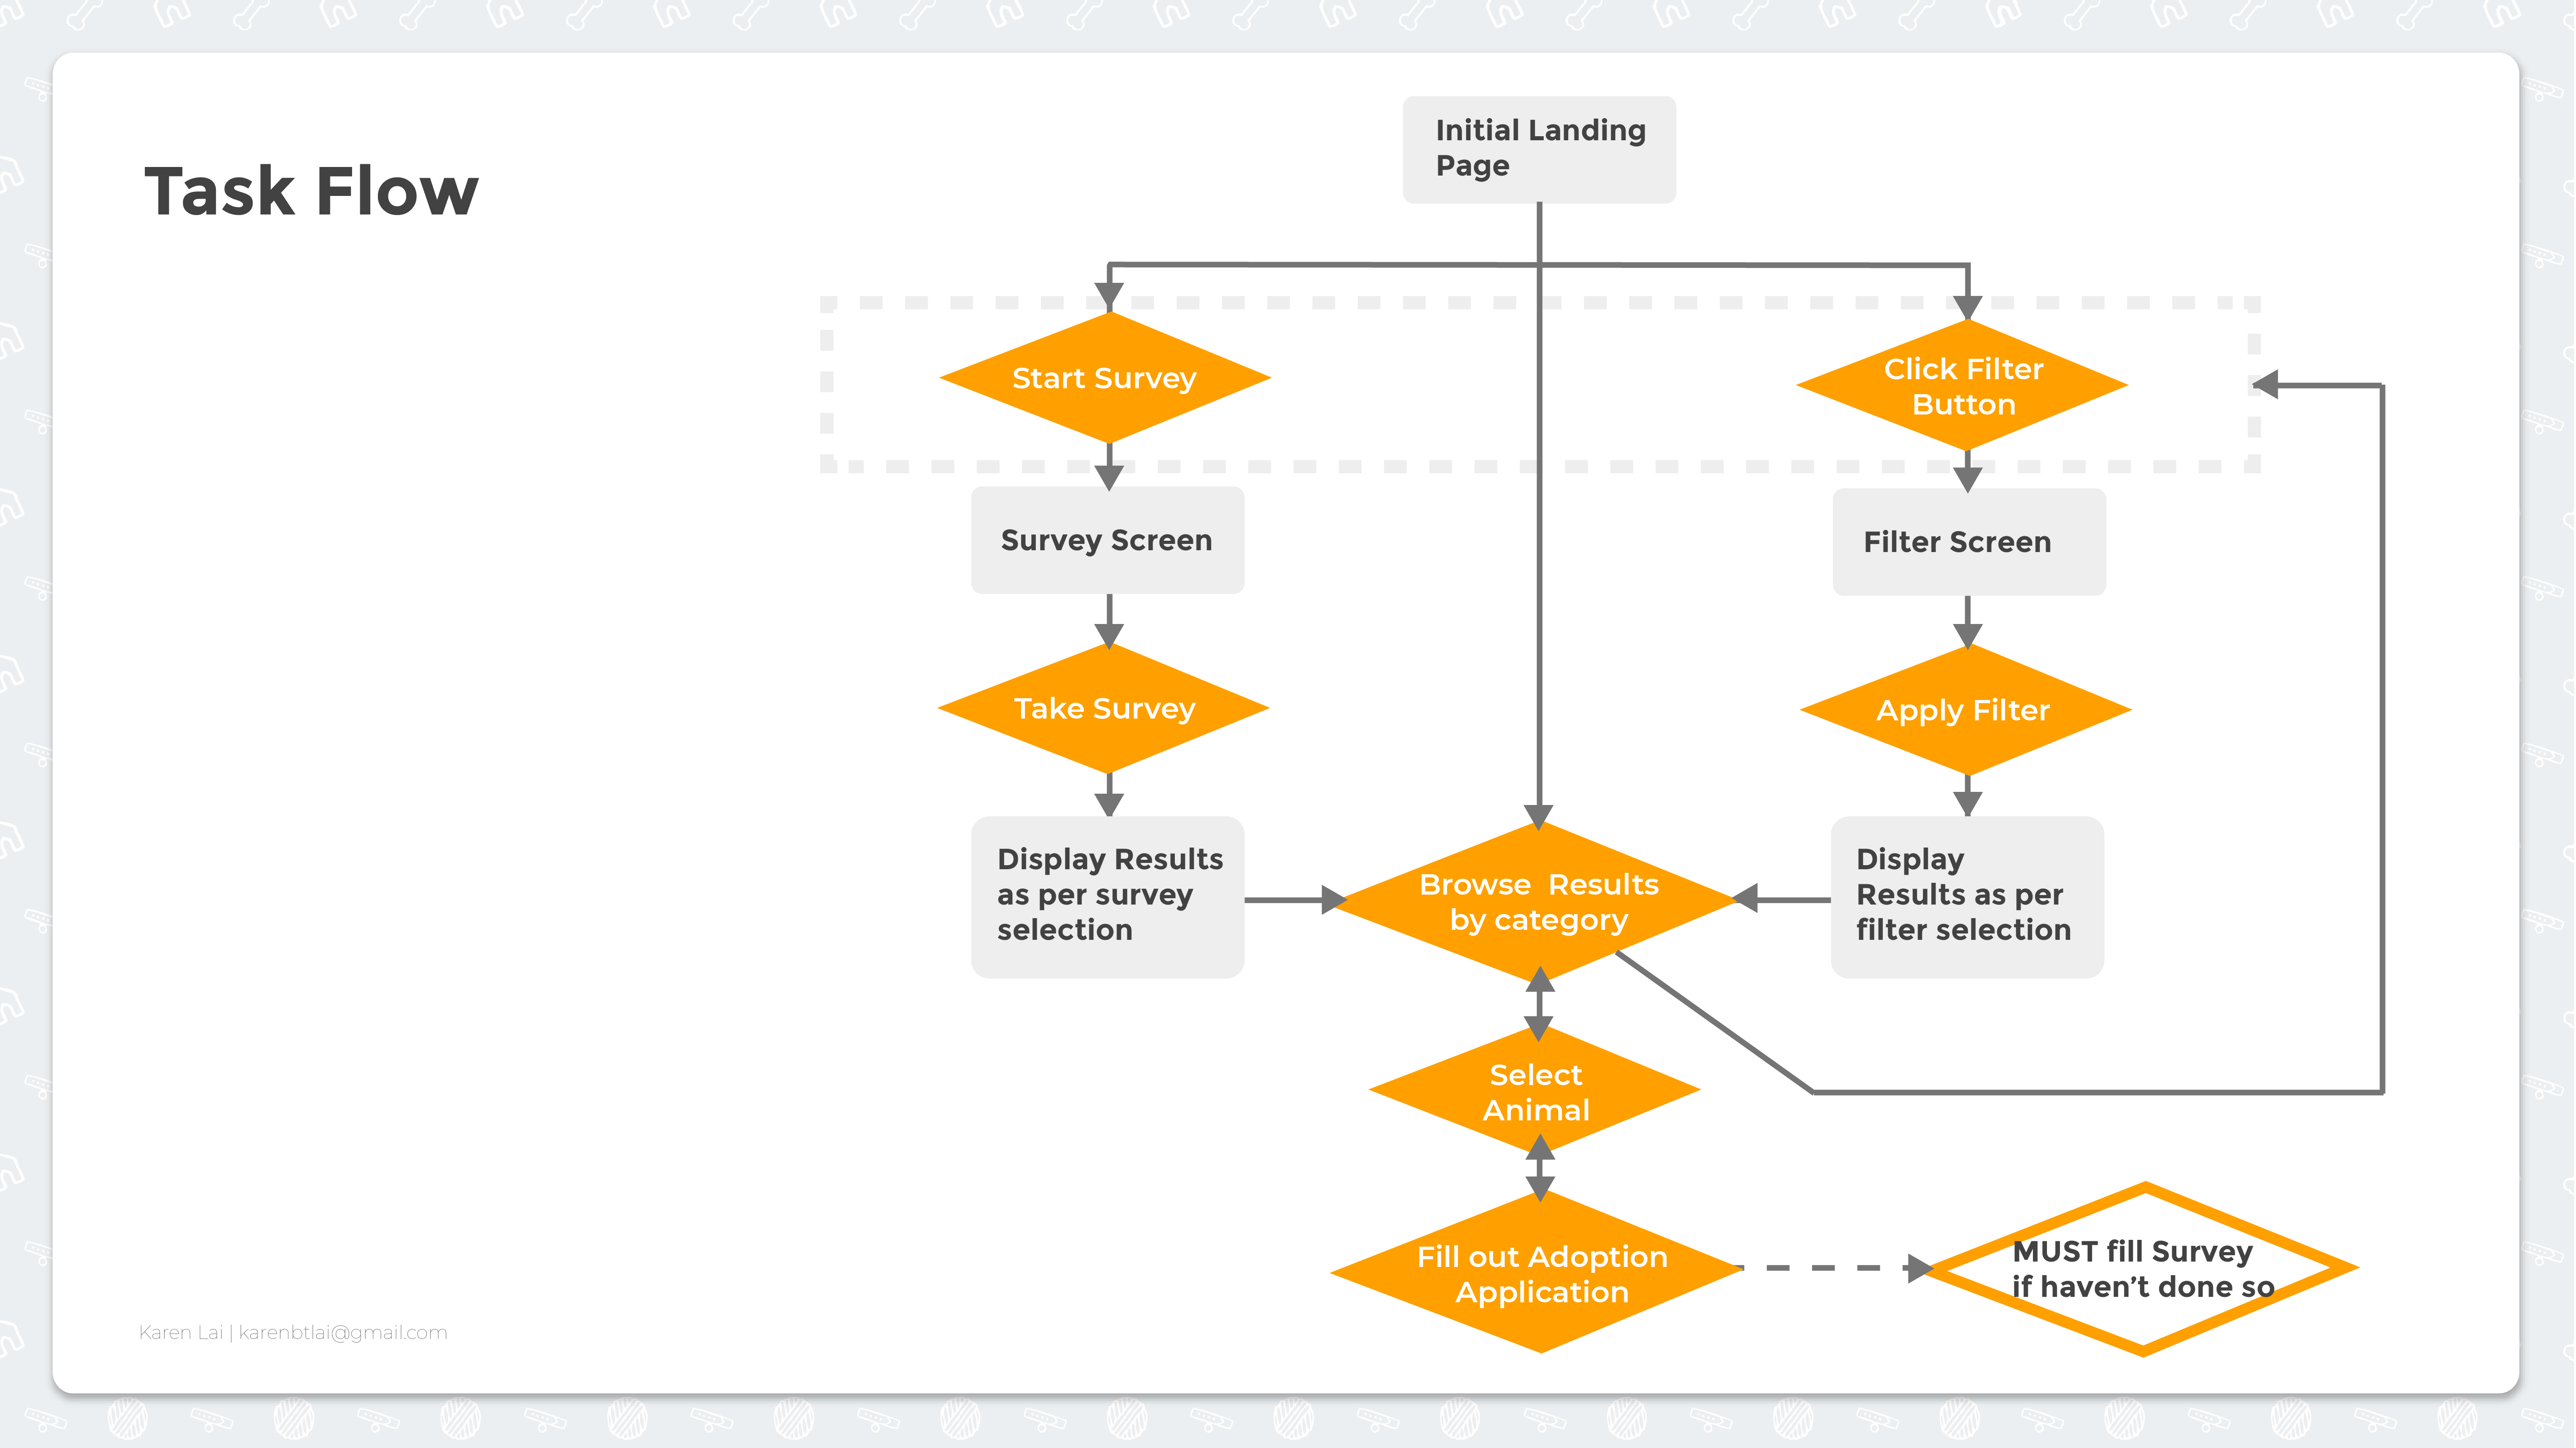 Task Flow
Initial Landing
Page
Start Survey
Click Filter
Button
Survey Screen
Filter Screen
Take Survey
Apply Filter
Display Results
as per survey
selection
Browse  Results
by category
Display
Results as per
filter selection
Select
Animal
Fill out Adoption
Application
MUST fill Survey
if haven’t done so
Karen Lai | karenbtlai@gmail.com